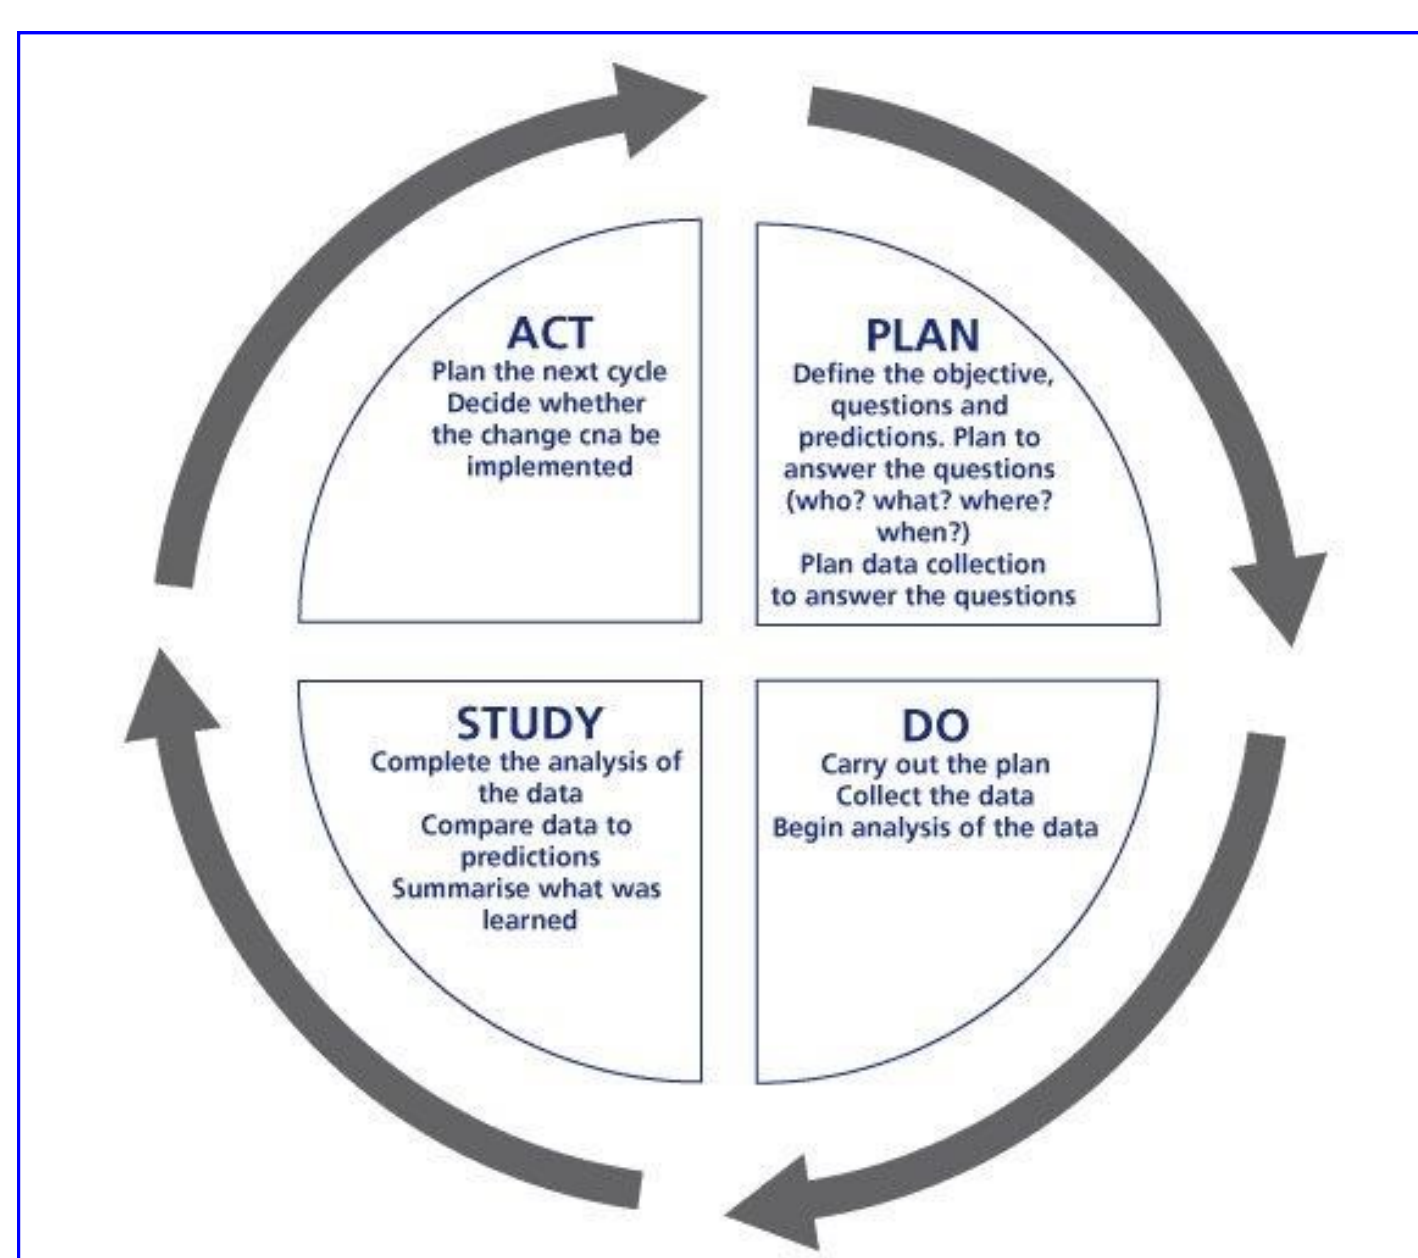 ACT
Plan the next cycle
Decide whether
the change cna be
implemented
PLAN
Define the objective,
questions and
predictions. Plan to
answer the questions
(who? what? where?
when?)
Plan data collection
to answer the questions
STUDY
Complete the analysis of
the data
Compare data to
predictions
Summarise what was
learned
DO
Carry out the plan
Collect the data
Begin analysis of the data